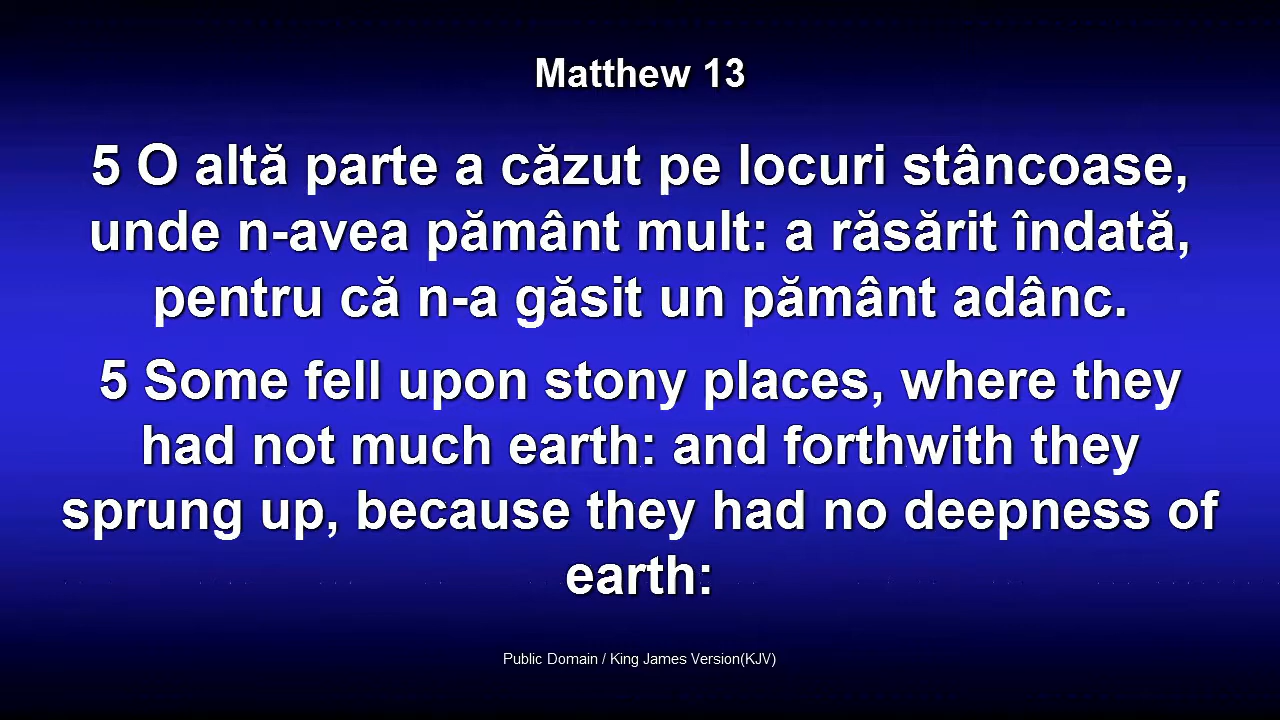 Matthew 13
5 O altă parte a căzut pe locuri stâncoase,
unde n-avea pământ mult: a răsărit îndată,
pentru că n-a găsit un pământ adânc.
5 Some fell upon stony places, where they
had not much earth: and forthwith they
sprung up, because they had no deepness of
earth:
Public Domain / King James Version(KJV)